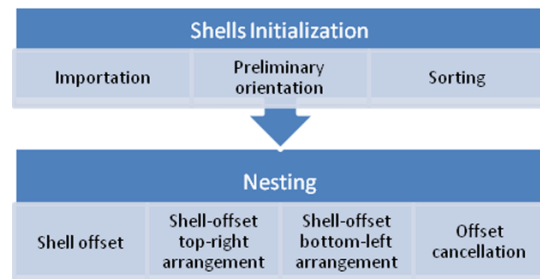 Shells Initialization
Importation
Preliminary
orientation
Sorting
Nesting
Shell offset
Shell-offset
top-right
arrangement
Shell-offset
bottom-left
arrangement
Offset
cancellation